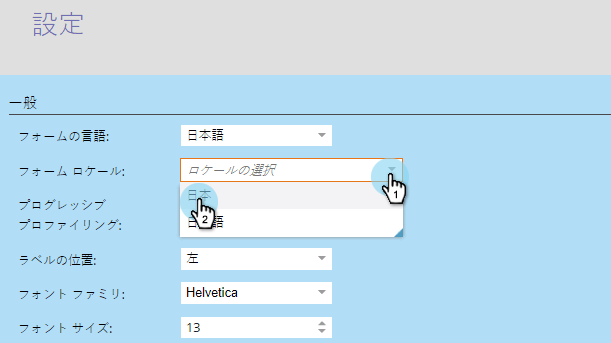 設定
一般
フォームの言語: 日本語
フォーム ロケール: ロケールの選択
1
日本
2
プログレッシブ
プロファイリング:
日本語
ラベルの位置: 左
フォント ファミリ: Helvetica
フォント サイズ: 13